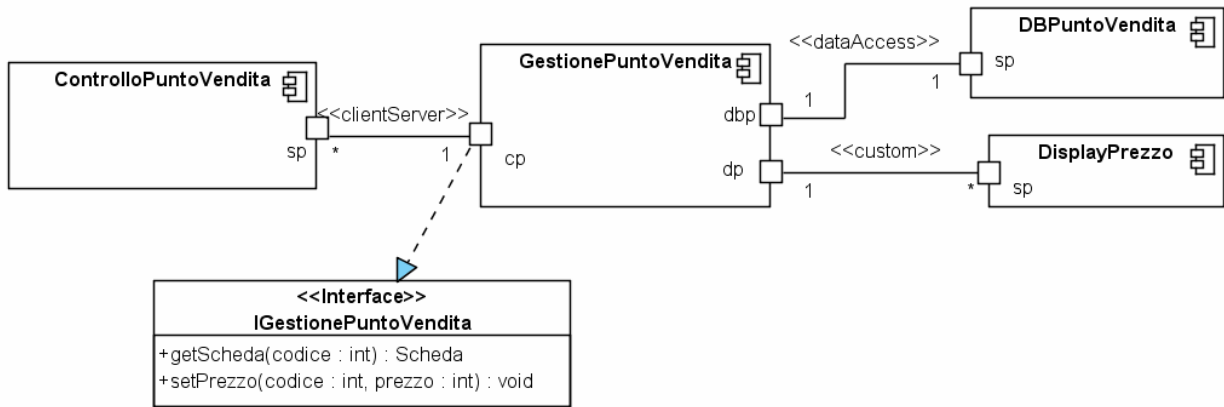 ControlloPuntoVendita
<<clientServer>>
sp
*
1
GestionePuntoVendita
cp
dbp
dp
<<dataAccess>>
1
1
DBPuntoVendita
sp
<<custom>>
1
*
DisplayPrezzo
sp
<<Interface>>
IGestionePuntoVendita
+getScheda(codice : int) : Scheda
+setPrezzo(codice : int, prezzo : int) : void